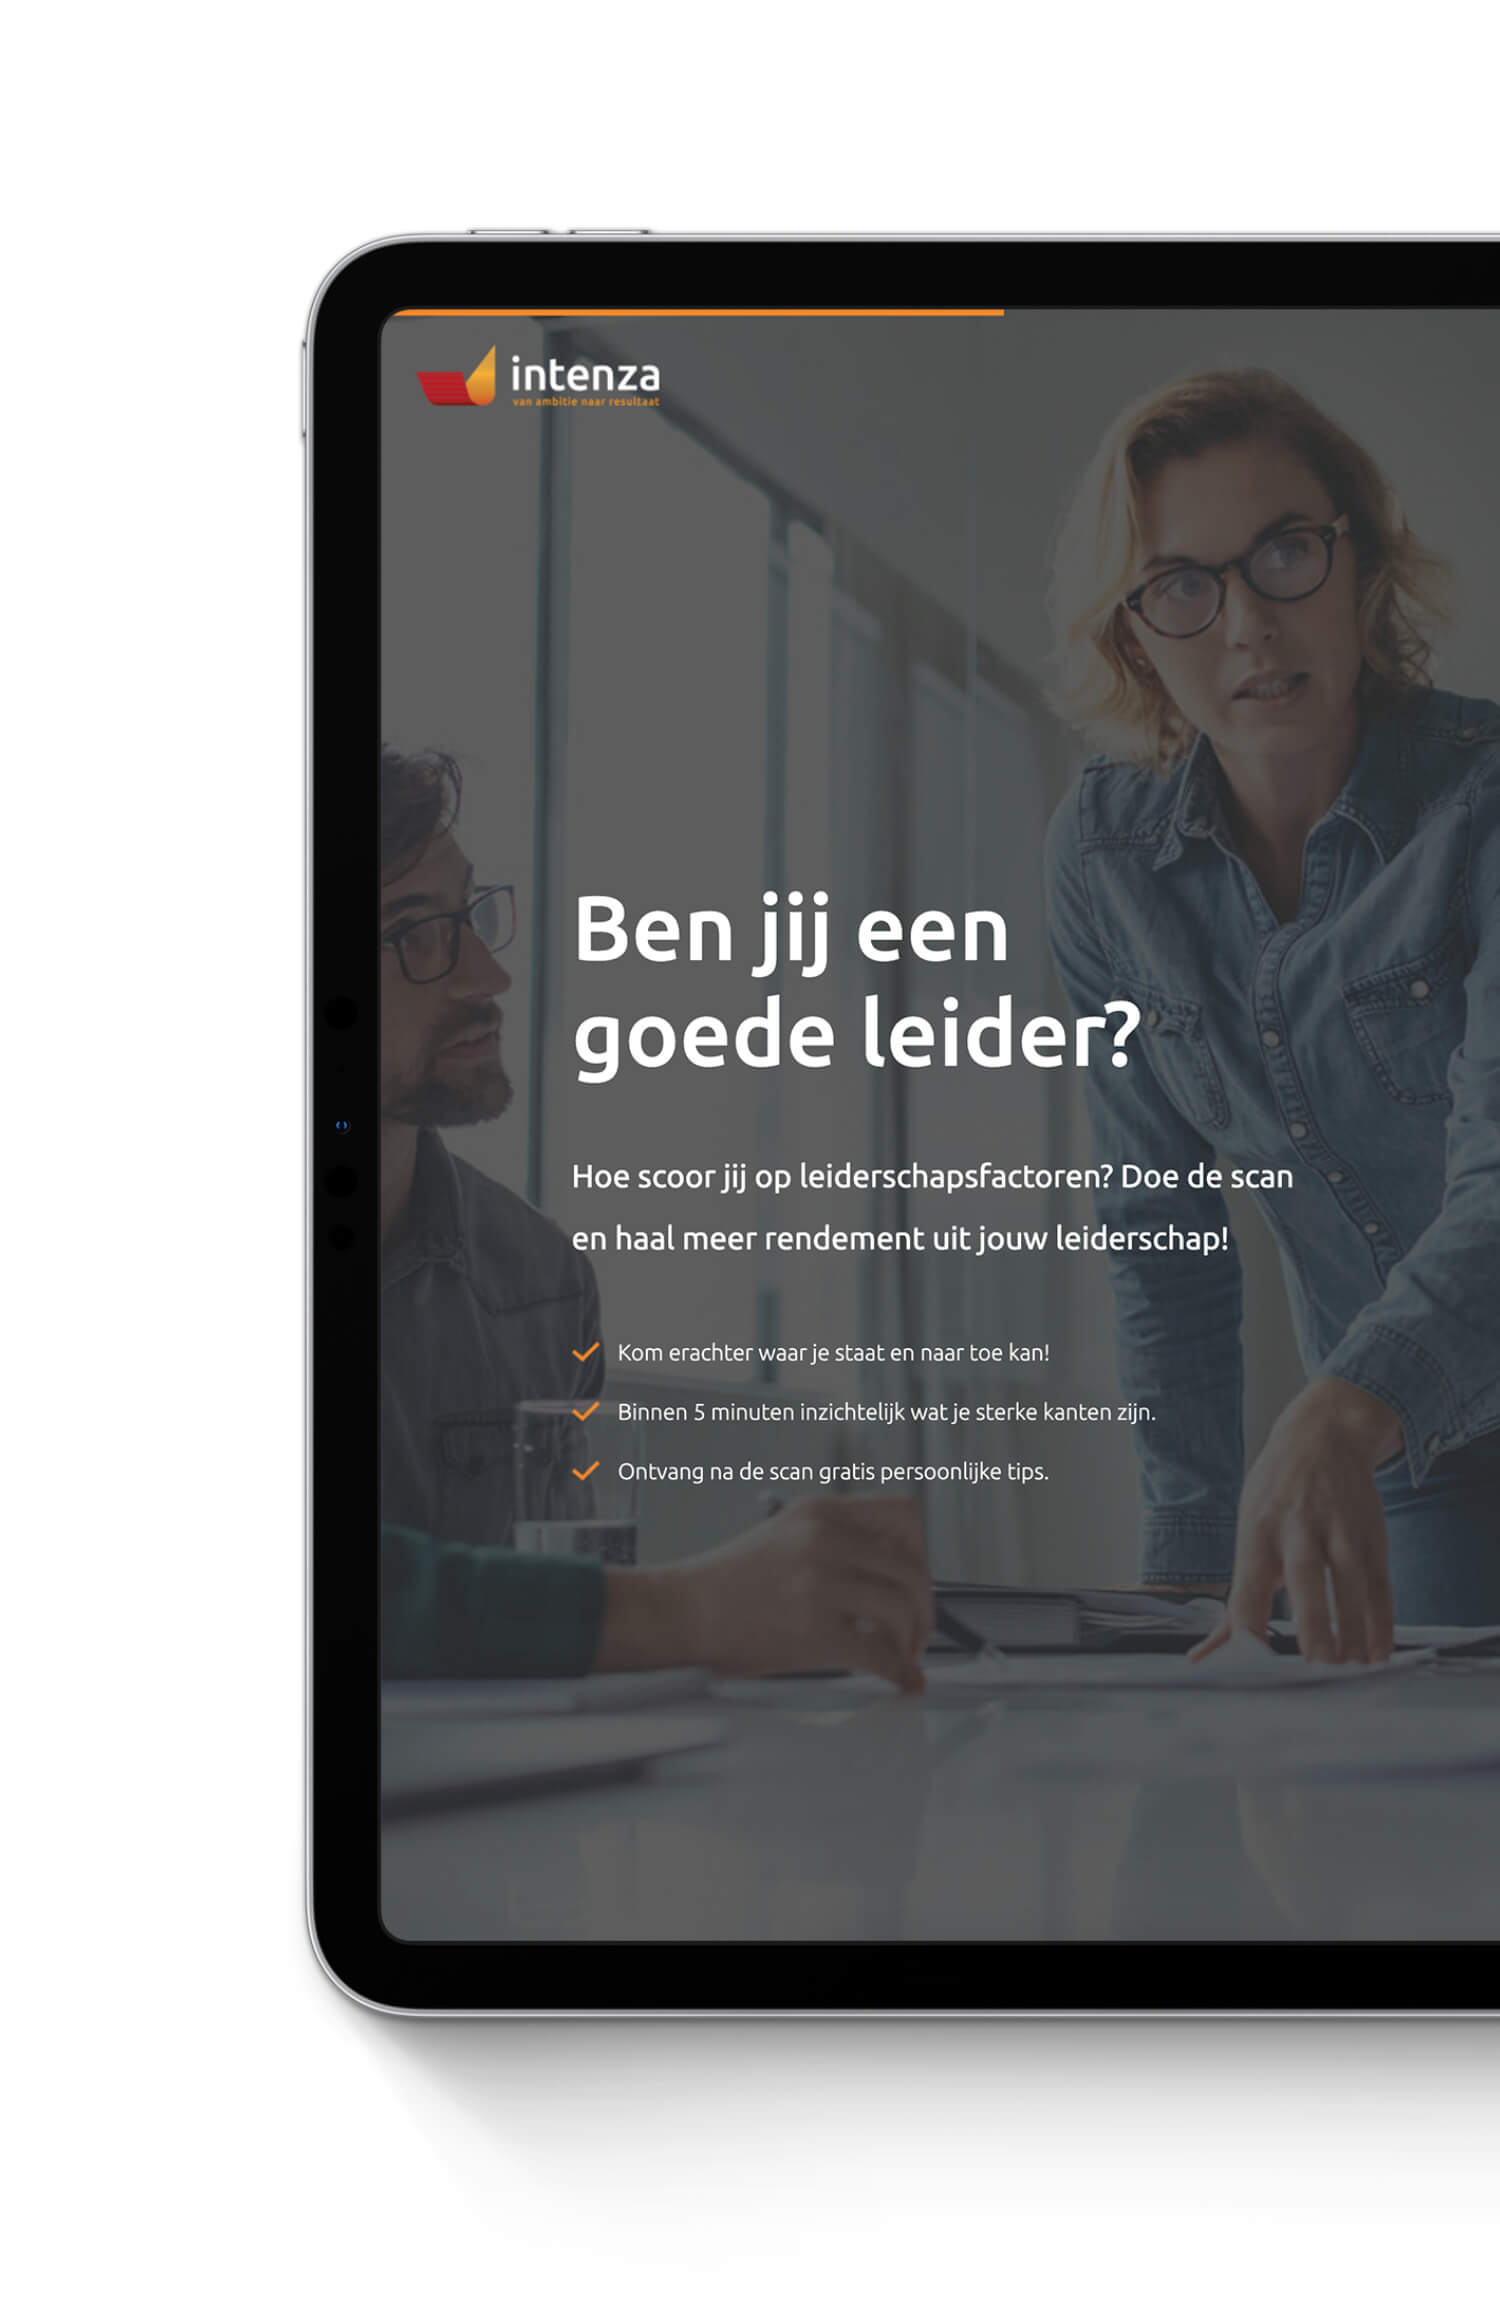 intenza
van ambitie naar resultaat
Ben jij een
goede leider?
Hoe scoor jij op leiderschapsfactoren? Doe de scan
en haal meer rendement uit jouw leiderschap!
Kom erachter waar je staat en naar toe kan!
Binnen 5 minuten inzichtelijk wat je sterke kanten zijn.
Ontvang na de scan gratis persoonlijke tips.